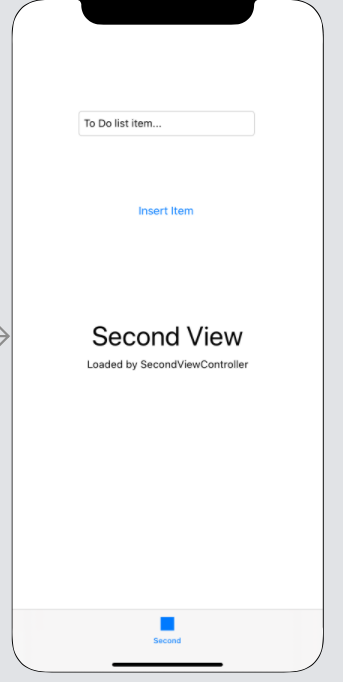 To Do list item...
Insert Item
Second View
Loaded by SecondViewController
Second